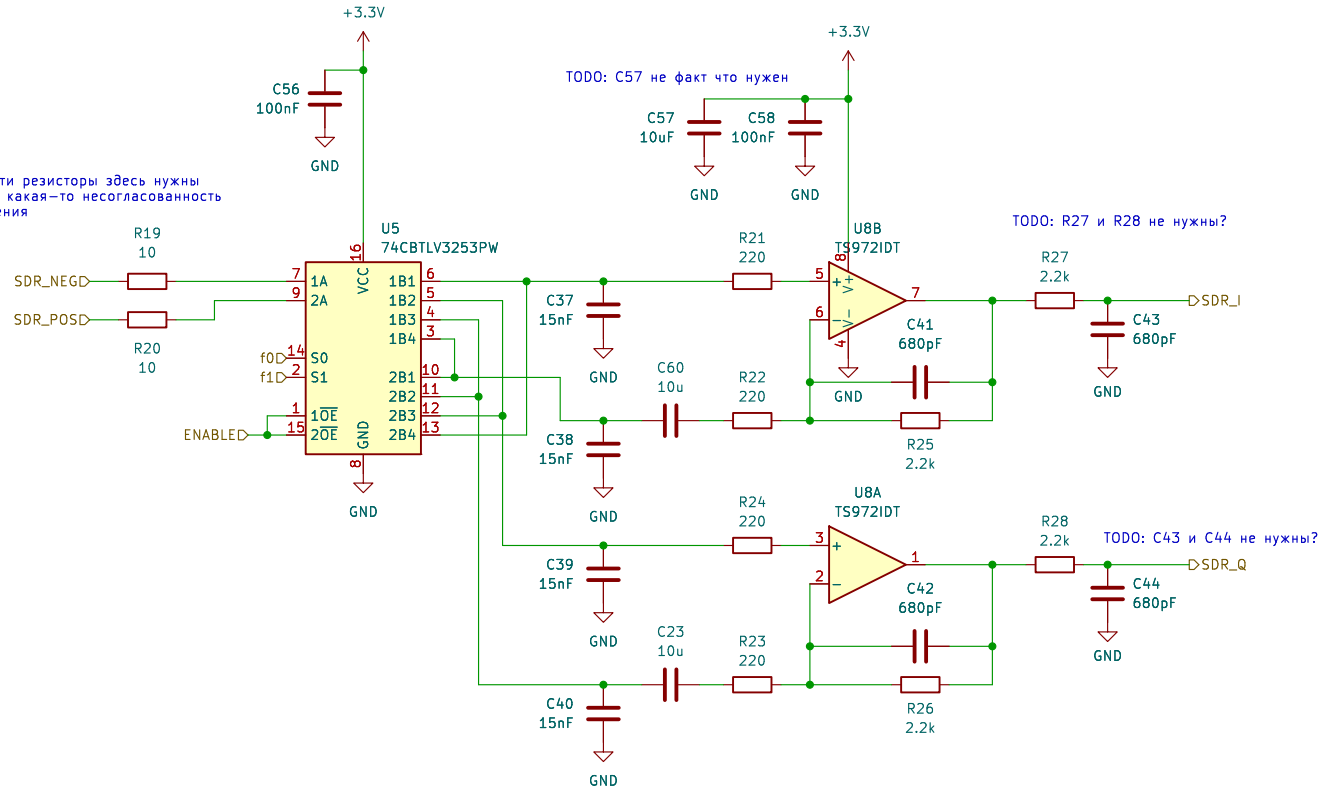 +3.3V
+3.3V
TODO: C57 не факт что нужен
C56
100nF
GND
C57
10uF
GND
C58
100nF
GND
ти резисторы здесь нужны
какая-то несогласованность
ения
TODO: R27 и R28 не нужны?
R19
10
SDR_NEG
SDR_POS
R20
10
f0
f1
ENABLE
U5
74CBTLV3253PW
16
VCC
7 1A
9 2A
14 S0
2 S1
1 1OE
15 2OE
1B1 6
1B2 5
1B3 4
1B4 3
2B1 10
2B2 11
2B3 12
2B4 13
GND
8
GND
C37
15nF
GND
R21
220
U8B
TS972IDT
8
V+
5 +
6 −
7
V−
4
GND
C41
680pF
R25
2.2k
R27
2.2k
SDR_I
C43
680pF
GND
C60
10u
R22
220
C38
15nF
GND
R24
220
U8A
TS972IDT
3 +
2 −
1
C39
15nF
GND
C42
680pF
R26
2.2k
R28
2.2k
TODO: C43 и C44 не нужны?
SDR_Q
C44
680pF
GND
C23
10u
R23
220
C40
15nF
GND